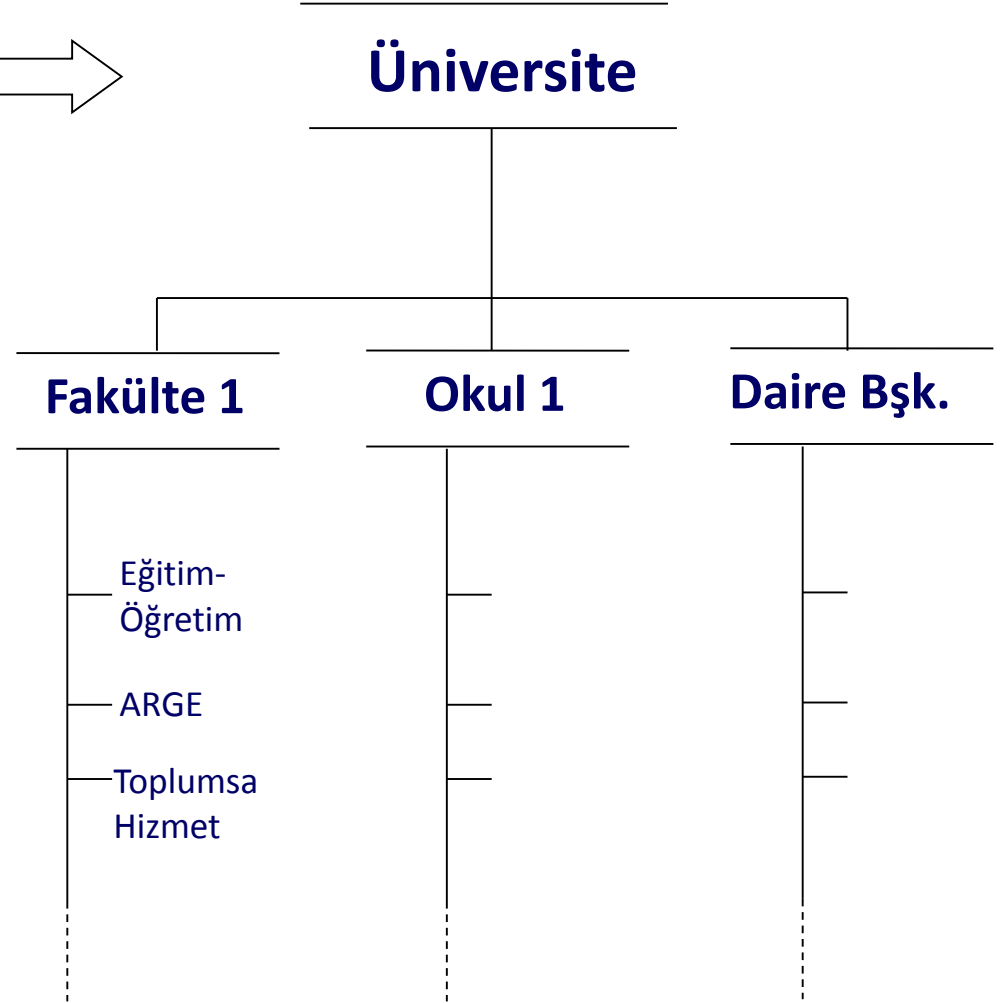 Üniversite
Fakülte 1
Okul 1
Daire Bşk.
Eğitim-
Öğretim
ARGE
Toplumsa
Hizmet